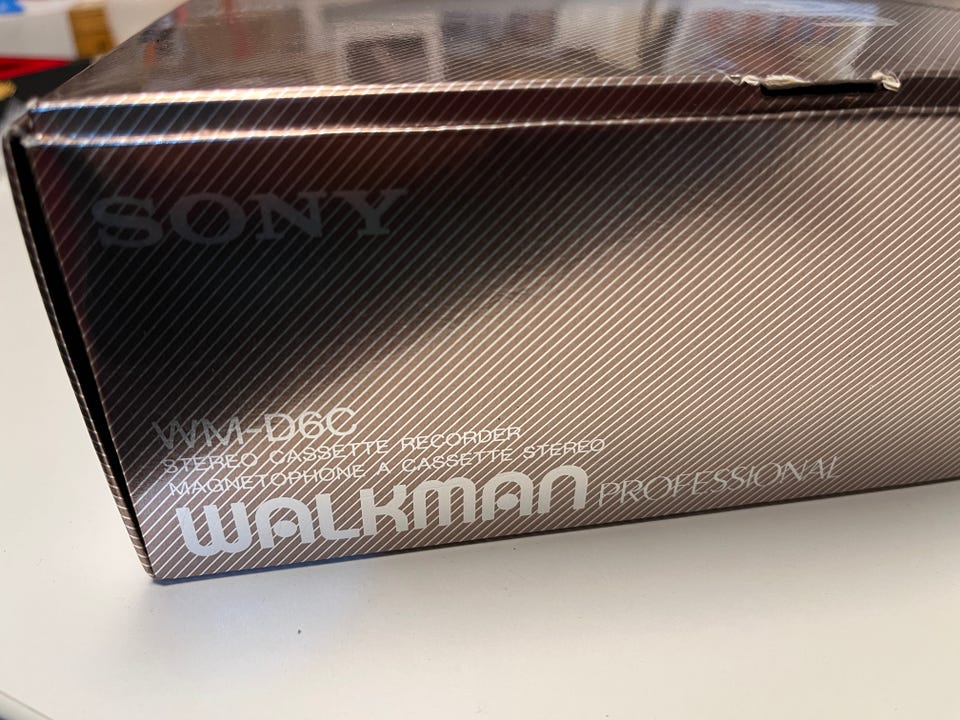 SONY
WM-D6C
STEREO CASSETTE RECORDER
MAGNETOPHONE A CASSETTE STEREO
WALKMAN PROFESSIONAL